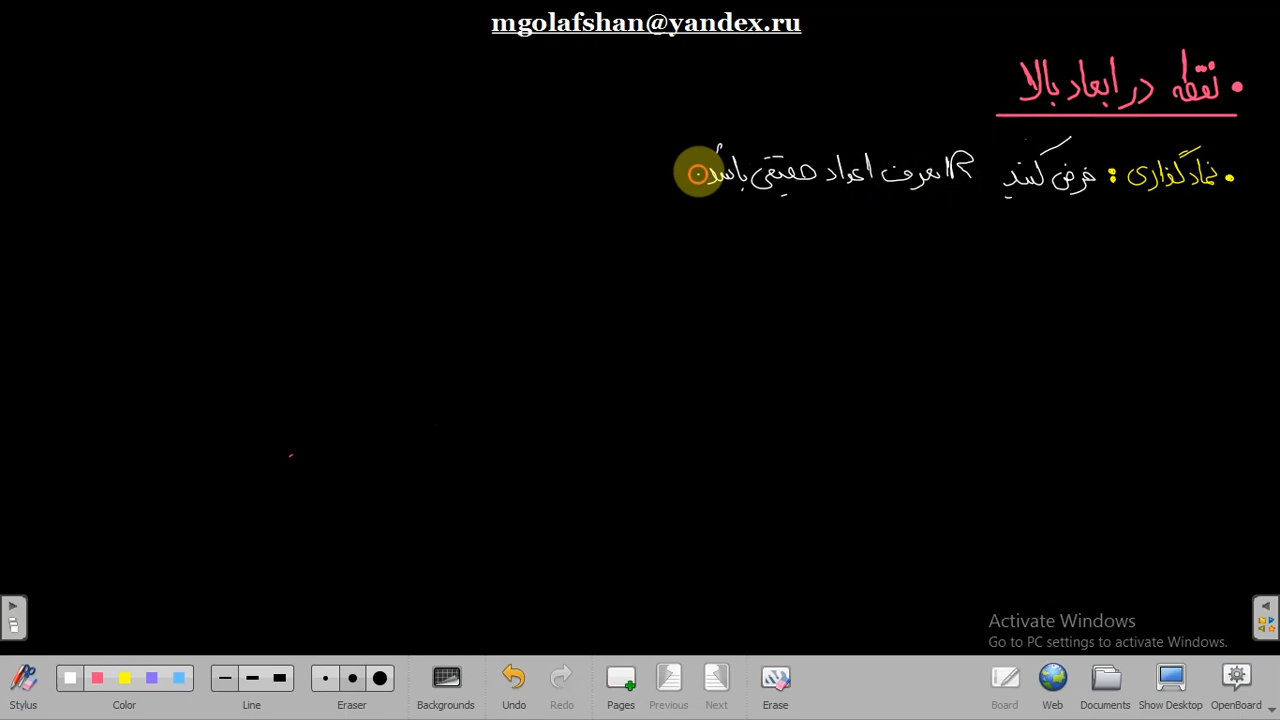 mgolafshan@yandex.ru
• نقطه در ابعاد بالا
• نمادگذاری : فرض کنید ℝ معرف اعداد حقیقی باشد.
Activate Windows
Go to PC settings to activate Windows.
Stylus Color Line Eraser Backgrounds Undo Redo Pages Previous Next Erase Board Web Documents Show Desktop OpenBoard